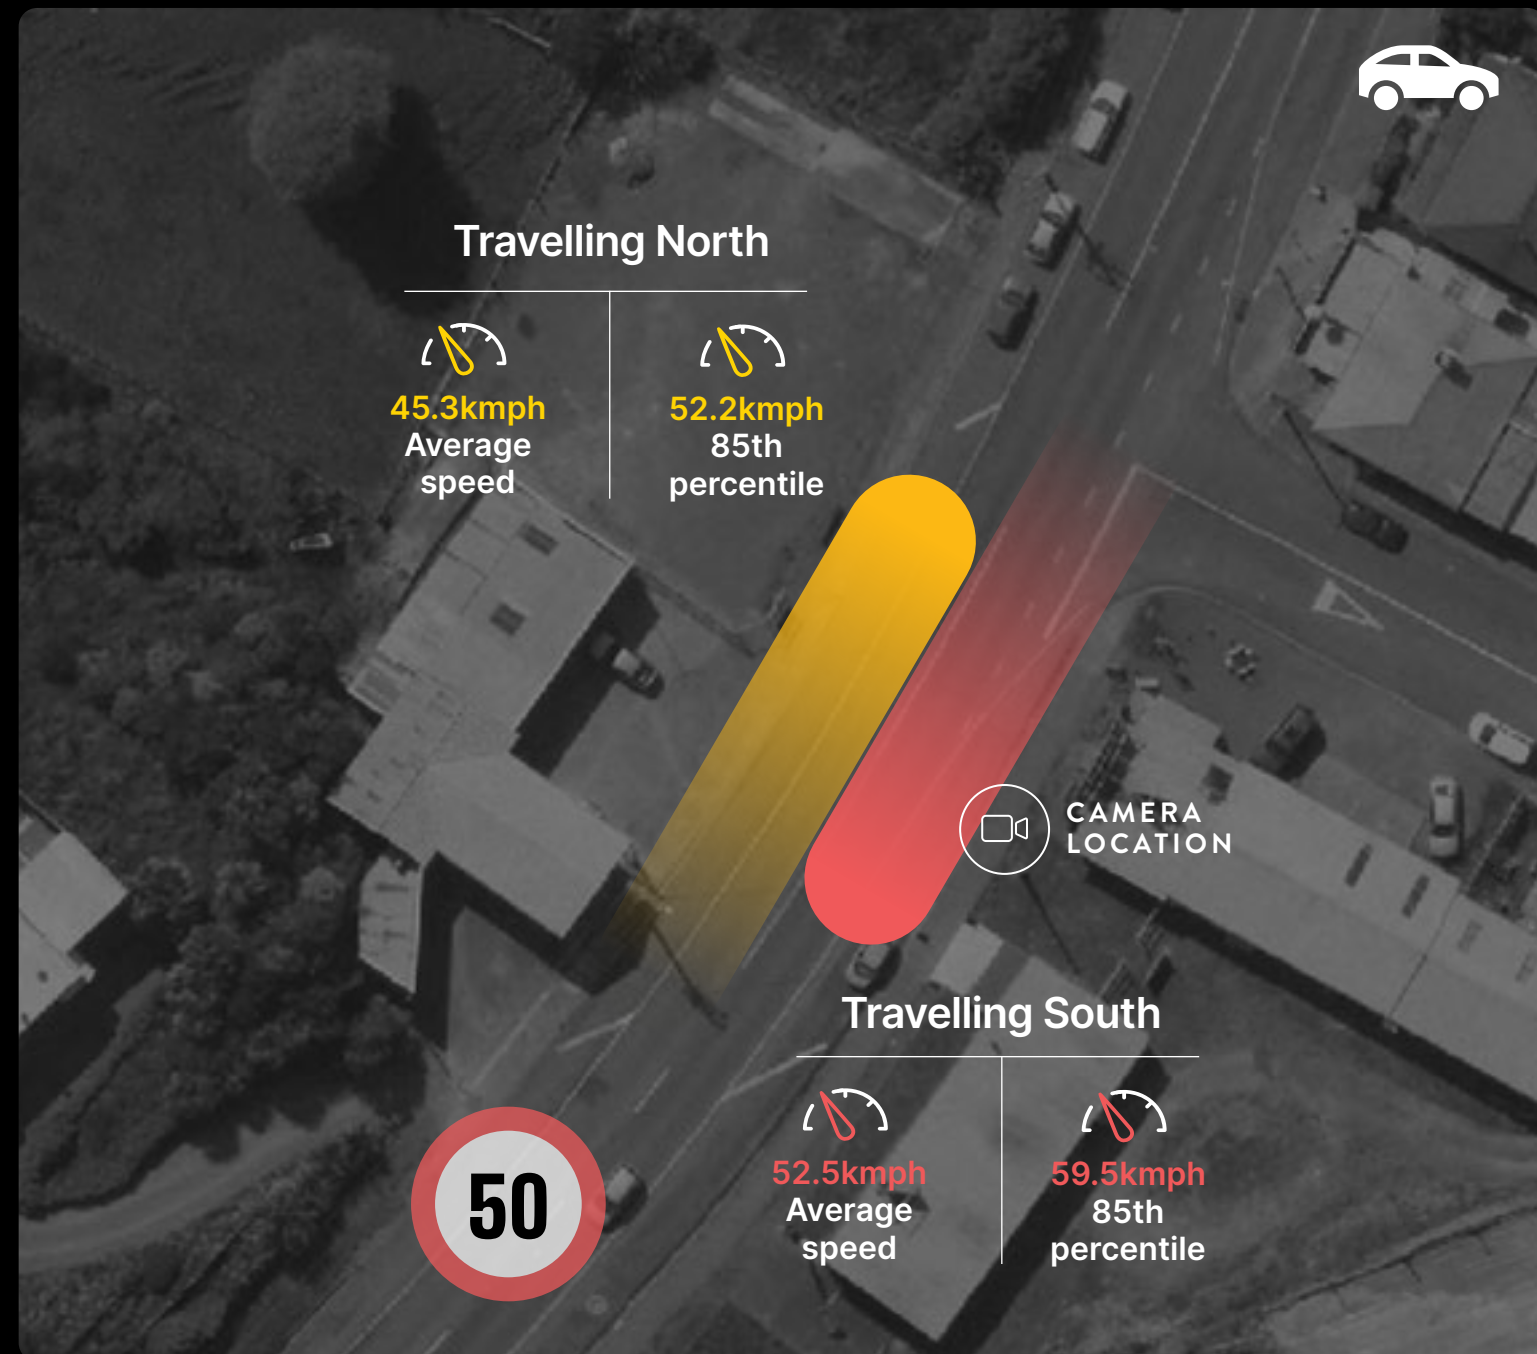 Travelling North
45.3kmph
Average
speed
52.2kmph
85th
percentile
CAMERA
LOCATION
Travelling South
52.5kmph
Average
speed
59.5kmph
85th
percentile
50